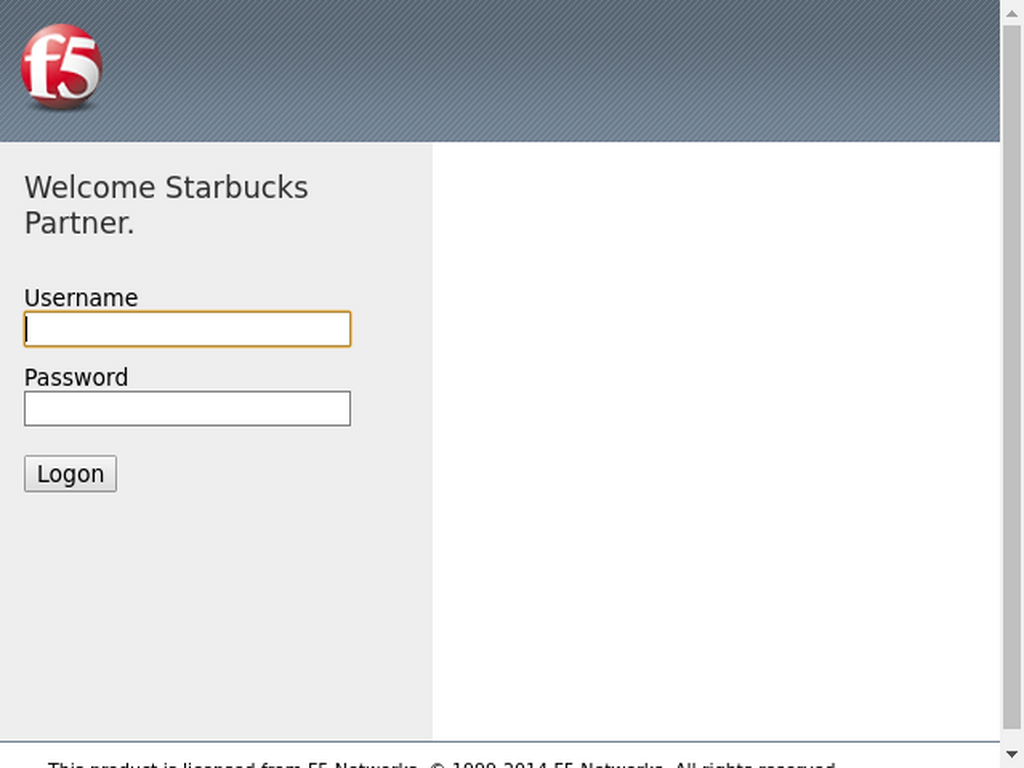 f5
Welcome Starbucks
Partner.
Username
Password
Logon
This product is licensed from F5 Networks. © 1999-2014 F5 Networks. All rights reserved.